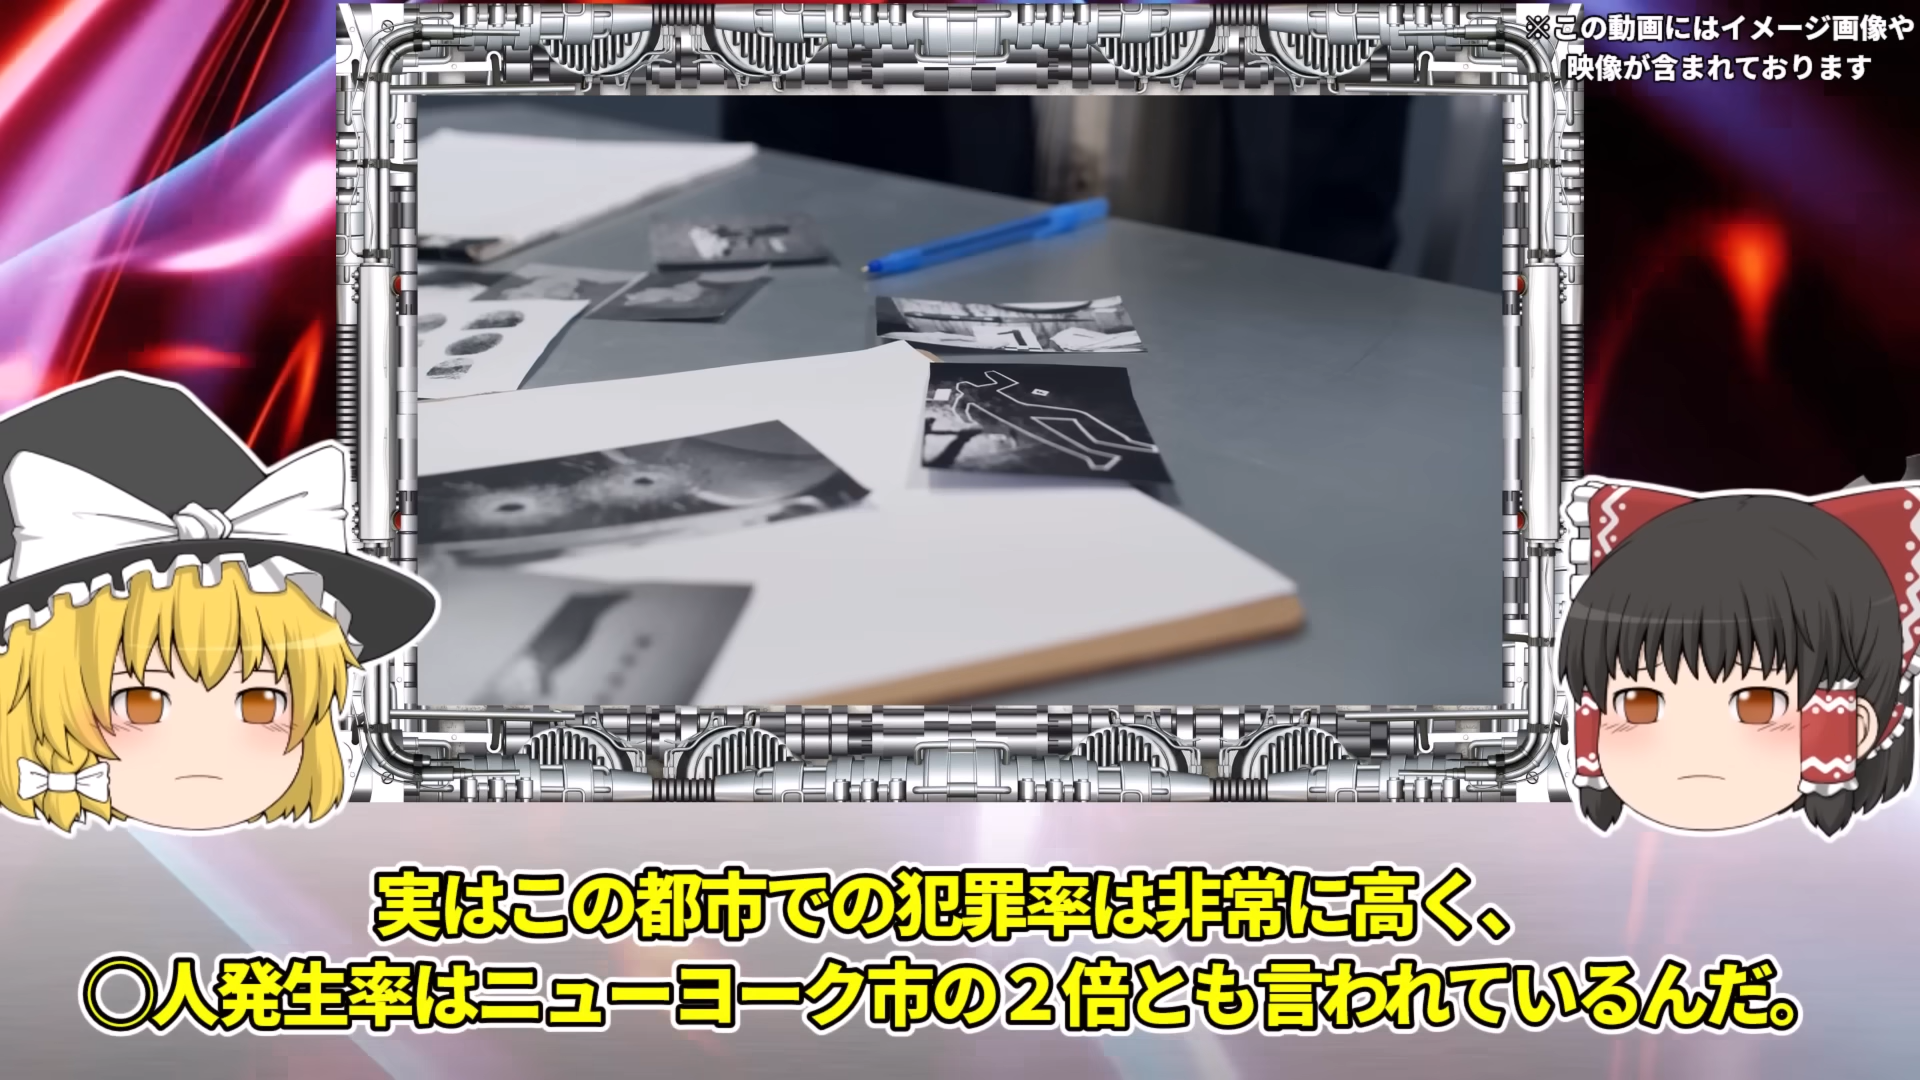 ※この動画にはイメージ画像や
映像が含まれております
実はこの都市での犯罪率は非常に高く、
〇人発生率はニューヨーク市の２倍とも言われているんだ。